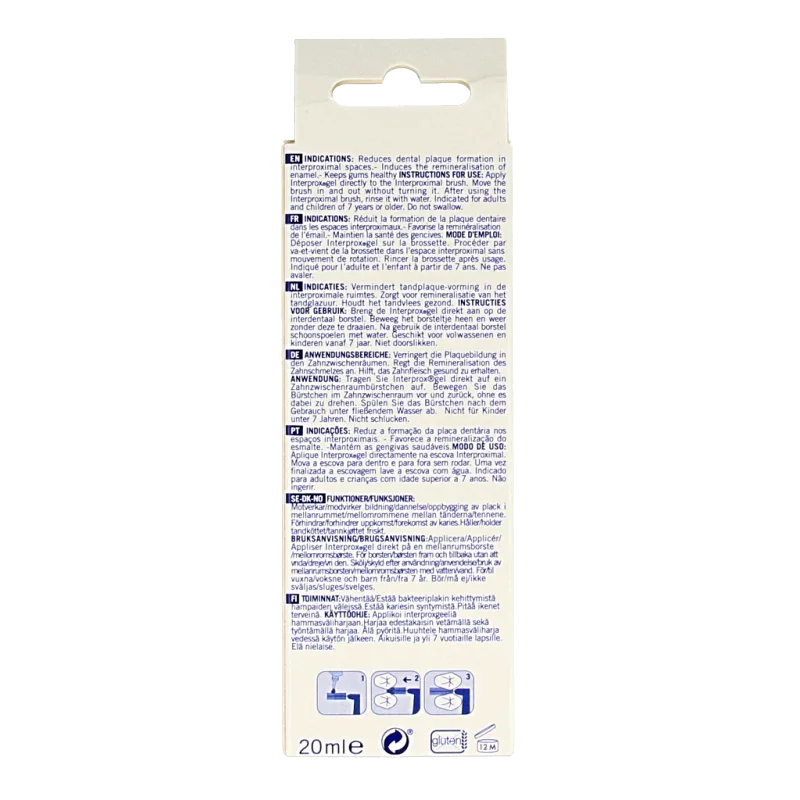 EN INDICATIONS: Reduces dental plaque formation in
interproximal spaces.- Induces the remineralisation of
enamel.- Keeps gums healthy INSTRUCTIONS FOR USE: Apply
Interprox®gel directly to the Interproximal brush. Move the
brush in and out without turning it. After using the
Interproximal brush, rinse it with water. Indicated for adults
and children of 7 years or older. Do not swallow.
FR INDICATIONS: Réduit la formation de la plaque dentaire
dans les espaces interproximaux.- Favorise la reminéralisation
de l'émail.- Maintien la santé des gencives. MODE D'EMPLOI:
Déposer Interprox®gel sur la brossette. Procéder par
va-et-vient de la brossette dans l'espace interproximal sans
mouvement de rotation. Rincer la brossette après usage.
Indiqué pour l'adulte et l'enfant à partir de 7 ans. Ne pas
avaler.
NL INDICATIES: Vermindert tandplaque-vorming in de
interproximale ruimtes. Zorgt voor remineralisatie van het
tandglazuur. Houdt het tandvlees gezond. INSTRUCTIES
VOOR GEBRUIK: Breng de Interprox®gel direkt aan op de
interdentaal borstel. Beweeg het borsteltje heen en weer
zonder deze te draaien. Na gebruik de interdentaal borstel
schoonspoelen met water. Geschikt voor volwassenen en
kinderen vanaf 7 jaar. Niet doorslikken.
DE ANWENDUNGSBEREICHE: Verringert die Plaquebildung in
den Zahnzwischenräumen. Regt die Remineralisation des
Zahnschmelzes an. Hilft, das Zahnfleisch gesund zu erhalten.
ANWENDUNG: Tragen Sie Interprox®gel direkt auf ein
Zahnzwischenraumbürstchen auf. Bewegen Sie das
Bürstchen im Zahnzwischenraum vor und zurück, ohne es
dabei zu drehen. Spülen Sie das Bürstchen nach dem
Gebrauch unter fließendem Wasser ab. Nicht für Kinder
unter 7 Jahren. Nicht schlucken.
PT INDICAÇÕES: Reduz a formação da placa dentária nos
espaços interproximais. - Favorece a remineralização do
esmalte. -Mantém as gengivas saudáveis.MODO DE USO:
Aplique Interprox®gel directamente na escova Interproximal.
Mova a escova para dentro e para fora sem rodar. Uma vez
finalizada a escovagem lave a escova com água. Indicado
para adultos e crianças com idade superior a 7 anos. Não
ingerir.
SE-DK-NO FUNKTIONER/FUNKSJONER:
Motverkar/modvirker bildning/dannelse/oppbygging av plack i
mellanrummet/mellomrommene mellan tänderna/tennene.
Förhindrar/forhindrer uppkomst/forekomst av karies.Håller/holder
tandköttet/tannkjøttet friskt.
BRUKSANVISNING/BRUGSANVISNING:Applicera/Applicér/
Appliser Interprox®gel direkt på en mellanrumsborste
/mellomromsbørste. För borsten/børsten fram och tillbaka utan att
vrida/dreje/vri den. Skölj/skyld efter användning/anvendelse/bruk av
mellanrumsborsten/mellomromsbørsten med vatten/vand. För/til
vuxna/voksne och barn från/fra 7 år. Bör/må ej/ikke
sväljas/sluges/svelges.
FI TOIMINNAT:Vähentää/Estää bakteeriplakin kehittymistä
hampaiden välejssä.Estää kariesin syntymistä.Pitää ikenet
terveinä. KÄYTTÖOHJE: Applikoi interproxgeeliä
hammasväliharjaan.Harjaa edestakaisin vetämällä sekä
työntämällä harjaa. Älä pyöritä.Huuhtele hammasväliharja
vedessä käytön jälkeen. Aikuisille ja yli 7 vuotiaille lapsille.
Elä nielaise.
1 2 3
20ml℮ ® gluten 12 M